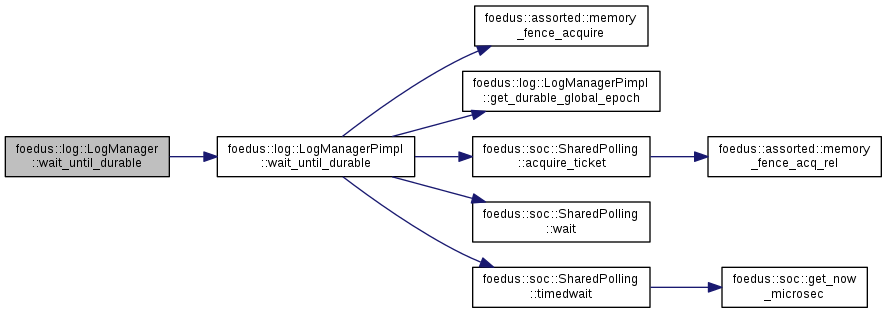 foedus::log::LogManager
::wait_until_durable
foedus::log::LogManagerPimpl
::wait_until_durable
foedus::assorted::memory
_fence_acquire
foedus::log::LogManagerPimpl
::get_durable_global_epoch
foedus::soc::SharedPolling
::acquire_ticket
foedus::assorted::memory
_fence_acq_rel
foedus::soc::SharedPolling
::wait
foedus::soc::SharedPolling
::timedwait
foedus::soc::get_now
_microsec